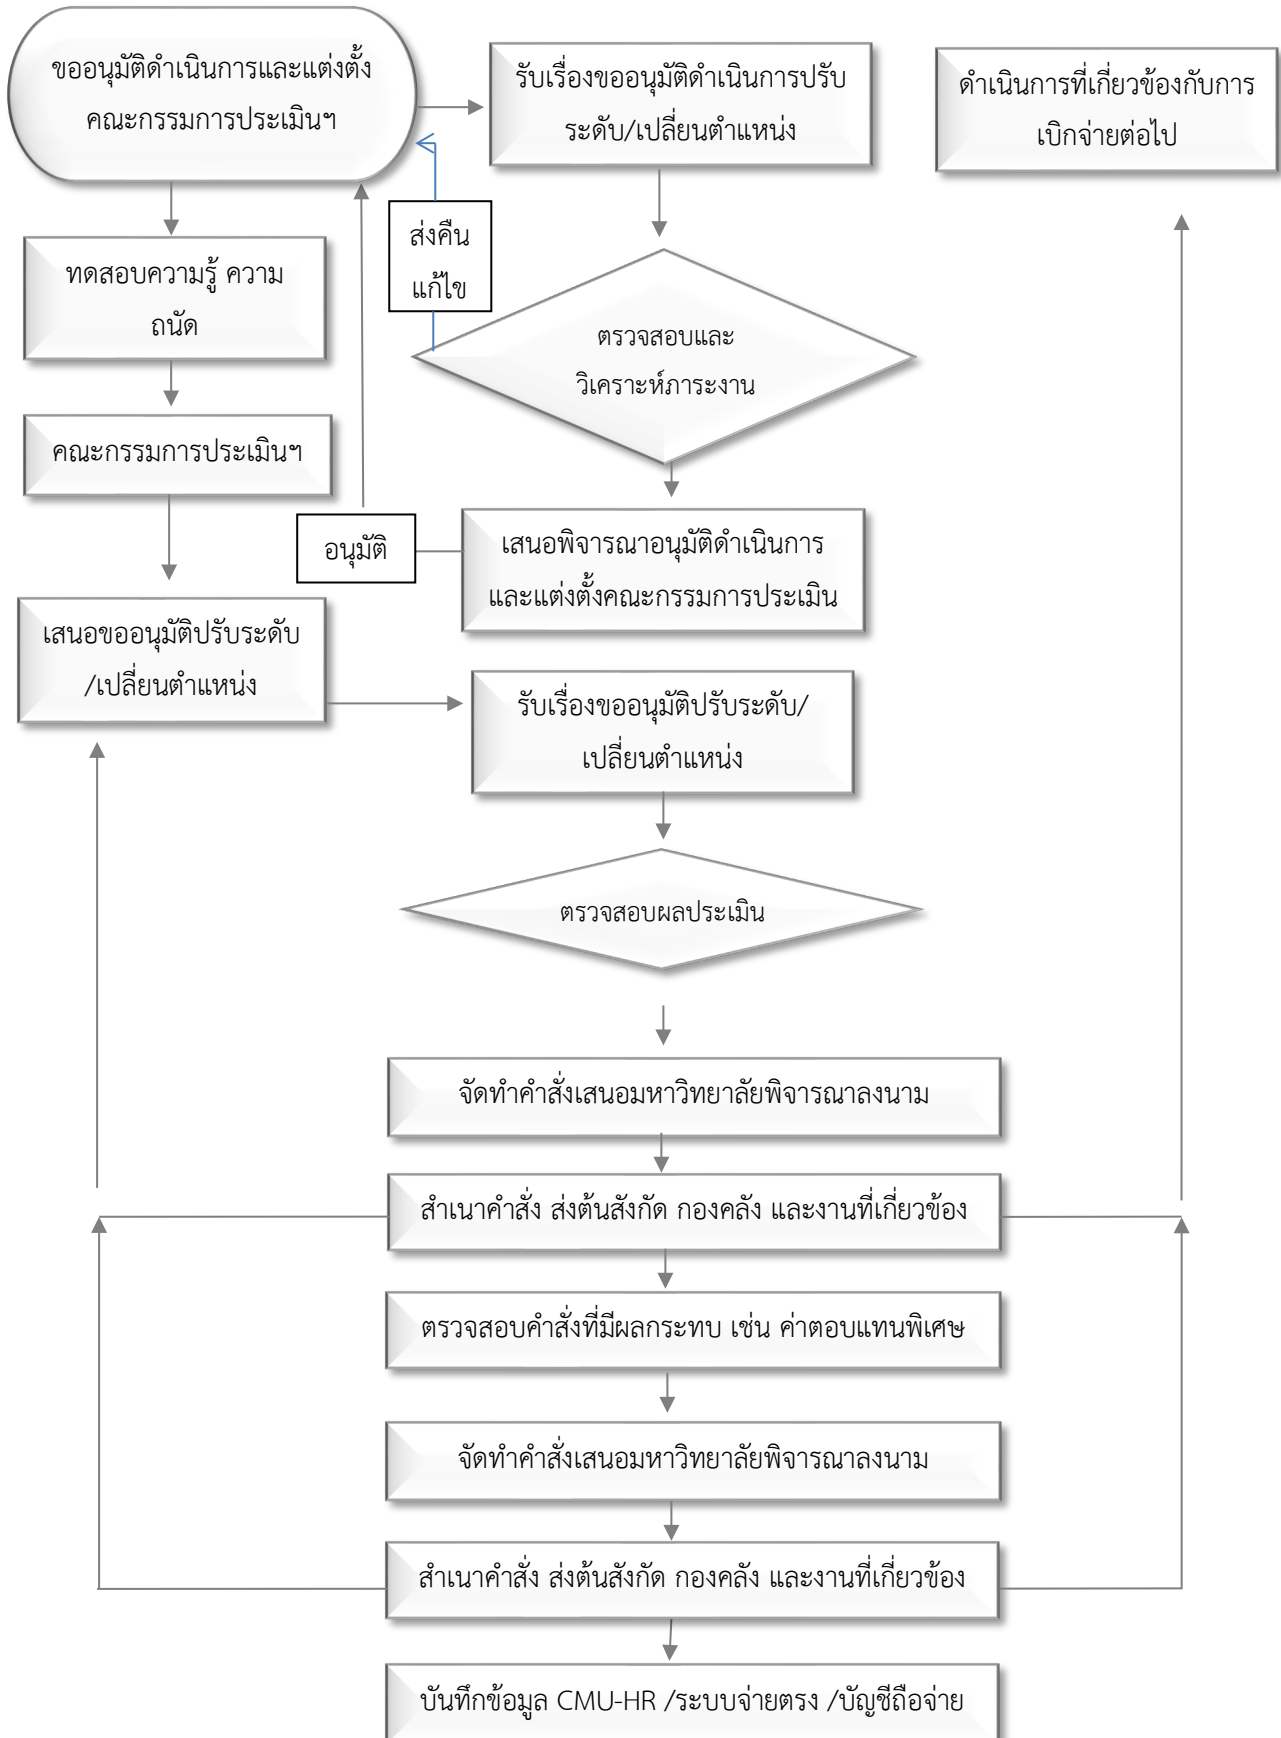 ขออนุมัติดำเนินการและแต่งตั้ง
คณะกรรมการประเมินฯ
รับเรื่องขออนุมัติดำเนินการปรับ
ระดับ/เปลี่ยนตำแหน่ง
ดำเนินการที่เกี่ยวข้องกับการ
เบิกจ่ายต่อไป
ส่งคืน
แก้ไข
ทดสอบความรู้ ความ
ถนัด
ตรวจสอบและ
วิเคราะห์ภาระงาน
คณะกรรมการประเมินฯ
อนุมัติ
เสนอพิจารณาอนุมัติดำเนินการ
และแต่งตั้งคณะกรรมการประเมิน
เสนอขออนุมัติปรับระดับ
/เปลี่ยนตำแหน่ง
รับเรื่องขออนุมัติปรับระดับ/
เปลี่ยนตำแหน่ง
ตรวจสอบผลประเมิน
จัดทำคำสั่งเสนอมหาวิทยาลัยพิจารณาลงนาม
สำเนาคำสั่ง ส่งต้นสังกัด กองคลัง และงานที่เกี่ยวข้อง
ตรวจสอบคำสั่งที่มีผลกระทบ เช่น ค่าตอบแทนพิเศษ
จัดทำคำสั่งเสนอมหาวิทยาลัยพิจารณาลงนาม
สำเนาคำสั่ง ส่งต้นสังกัด กองคลัง และงานที่เกี่ยวข้อง
บันทึกข้อมูล CMU-HR /ระบบจ่ายตรง /บัญชีถือจ่าย